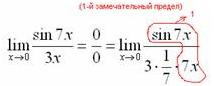 (1-й замечательный предел)
1
lim x→0 sin 7x / 3x = 0/0 = lim x→0 sin 7x / (3 · 1/7 · 7x)